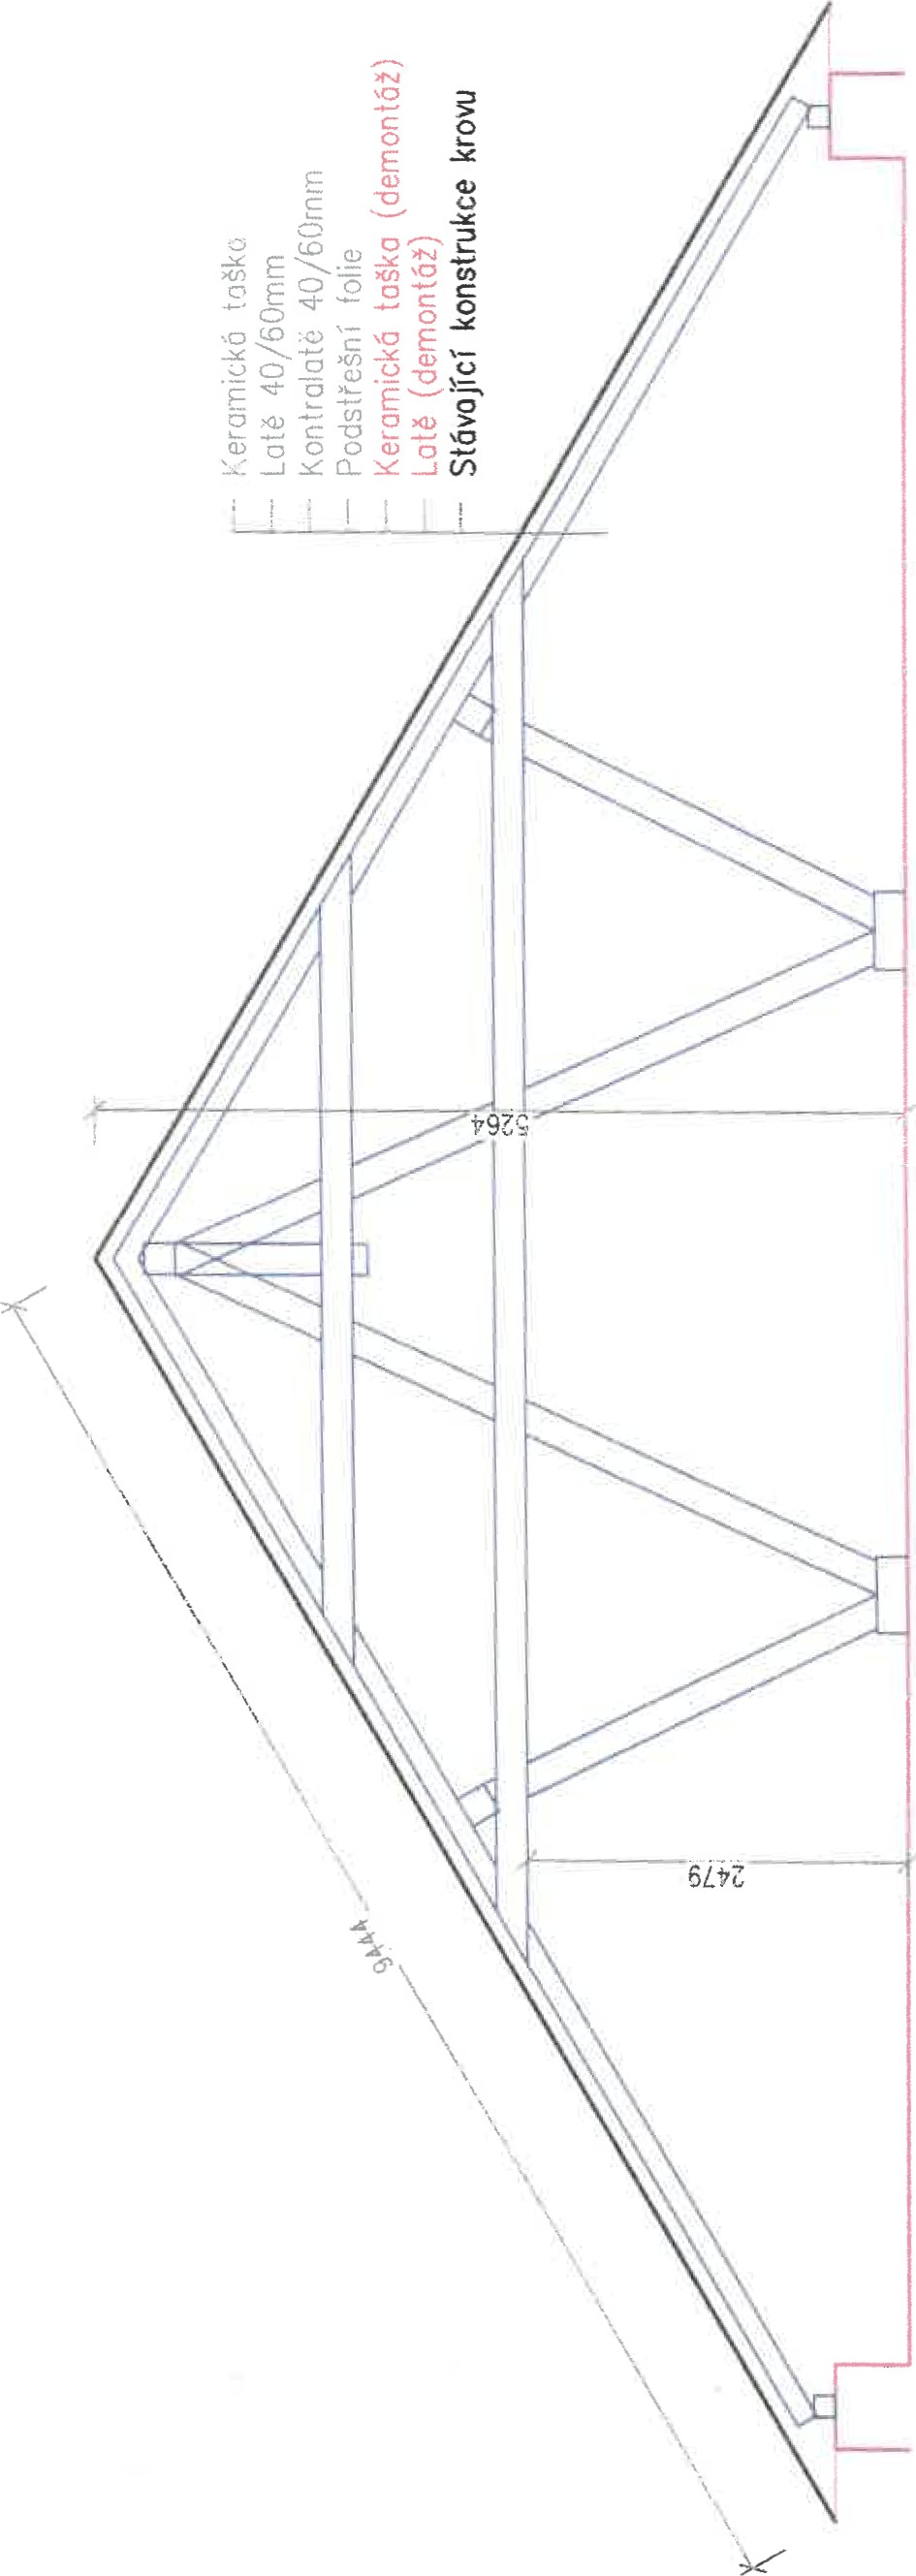 Keramická taška
Latě 40/60mm
Kontralatě 40/60mm
Podstřešní folie
Keramická taška (demontáž)
Latě (demontáž)
Stávající konstrukce krovu
5264
2479
9444